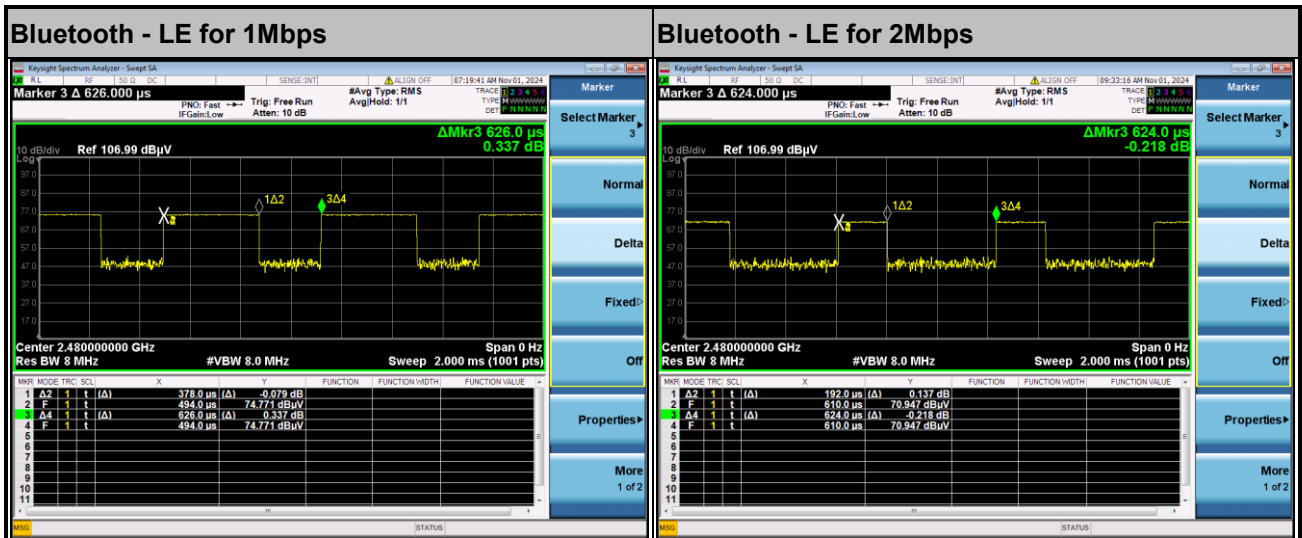 Bluetooth - LE for 1Mbps
Keysight Spectrum Analyzer - Swept SA
RL RF 50 Ω DC SENSE:INT ALIGN OFF 07:19:41 AM Nov 01, 2024
Marker 3 Δ 626.000 µs
PNO: Fast Trig: Free Run #Avg Type: RMS TRACE 1 2 3 4 5 6
IFGain:Low Atten: 10 dB Avg|Hold: 1/1 TYPE M WWWWW
DET P N N N N N
ΔMkr3 626.0 µs
0.337 dB
10 dB/div Ref 106.99 dBµV
Log
97.0
87.0
77.0
67.0
57.0
47.0
37.0
27.0
17.0
1Δ2
3Δ4
Center 2.480000000 GHz Span 0 Hz
Res BW 8 MHz #VBW 8.0 MHz Sweep 2.000 ms (1001 pts)
MKR MODE TRC SCL X Y FUNCTION FUNCTION WIDTH FUNCTION VALUE
1 Δ2 1 t (Δ) 378.0 µs (Δ) -0.079 dB
2 F 1 t 494.0 µs 74.771 dBµV
3 Δ4 1 t (Δ) 626.0 µs (Δ) 0.337 dB
4 F 1 t 494.0 µs 74.771 dBµV
5
6
7
8
9
10
11
MSG STATUS
Marker
Select Marker
3
Normal
Delta
Fixed
Off
Properties
More
1 of 2
Bluetooth - LE for 2Mbps
Keysight Spectrum Analyzer - Swept SA
RL RF 50 Ω DC SENSE:INT ALIGN OFF 09:33:16 AM Nov 01, 2024
Marker 3 Δ 624.000 µs
PNO: Fast Trig: Free Run #Avg Type: RMS TRACE 1 2 3 4 5 6
IFGain:Low Atten: 10 dB Avg|Hold: 1/1 TYPE M WWWWW
DET P N N N N N
ΔMkr3 624.0 µs
-0.218 dB
10 dB/div Ref 106.99 dBµV
Log
97.0
87.0
77.0
67.0
57.0
47.0
37.0
27.0
17.0
1Δ2
3Δ4
Center 2.480000000 GHz Span 0 Hz
Res BW 8 MHz #VBW 8.0 MHz Sweep 2.000 ms (1001 pts)
MKR MODE TRC SCL X Y FUNCTION FUNCTION WIDTH FUNCTION VALUE
1 Δ2 1 t (Δ) 192.0 µs (Δ) 0.137 dB
2 F 1 t 610.0 µs 70.947 dBµV
3 Δ4 1 t (Δ) 624.0 µs (Δ) -0.218 dB
4 F 1 t 610.0 µs 70.947 dBµV
5
6
7
8
9
10
11
MSG STATUS
Marker
Select Marker
3
Normal
Delta
Fixed
Off
Properties
More
1 of 2